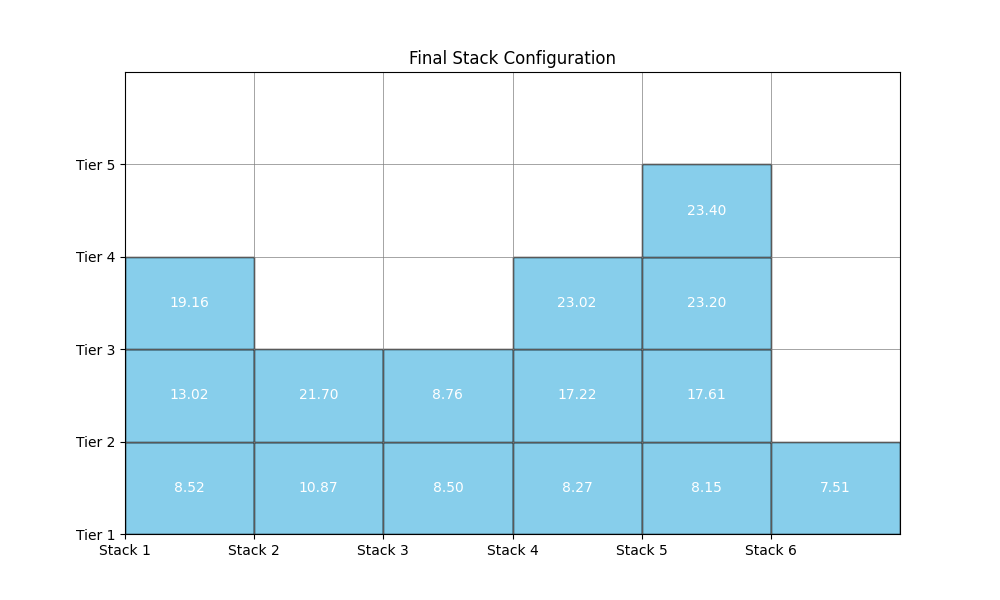 Final Stack Configuration
Tier 5
23.40
Tier 4
19.16
23.02
23.20
Tier 3
13.02
21.70
8.76
17.22
17.61
Tier 2
8.52
10.87
8.50
8.27
8.15
7.51
Tier 1
Stack 1
Stack 2
Stack 3
Stack 4
Stack 5
Stack 6